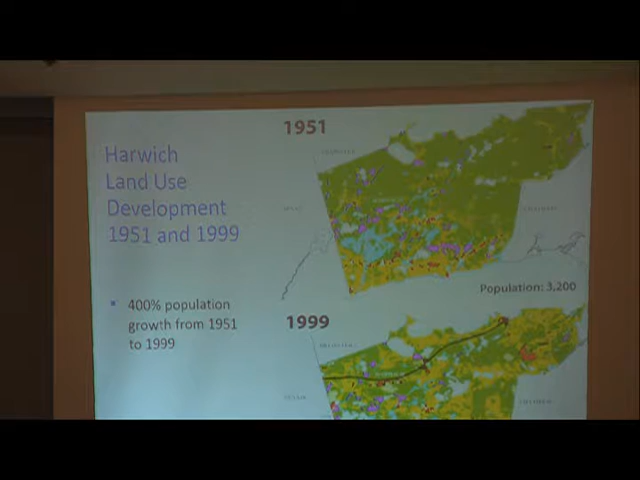 Harwich
Land Use
Development
1951 and 1999
400% population
growth from 1951
to 1999
1951
Population: 3,200
1999